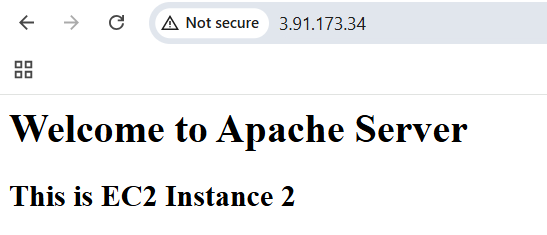 Not secure 3.91.173.34
Welcome to Apache Server
This is EC2 Instance 2